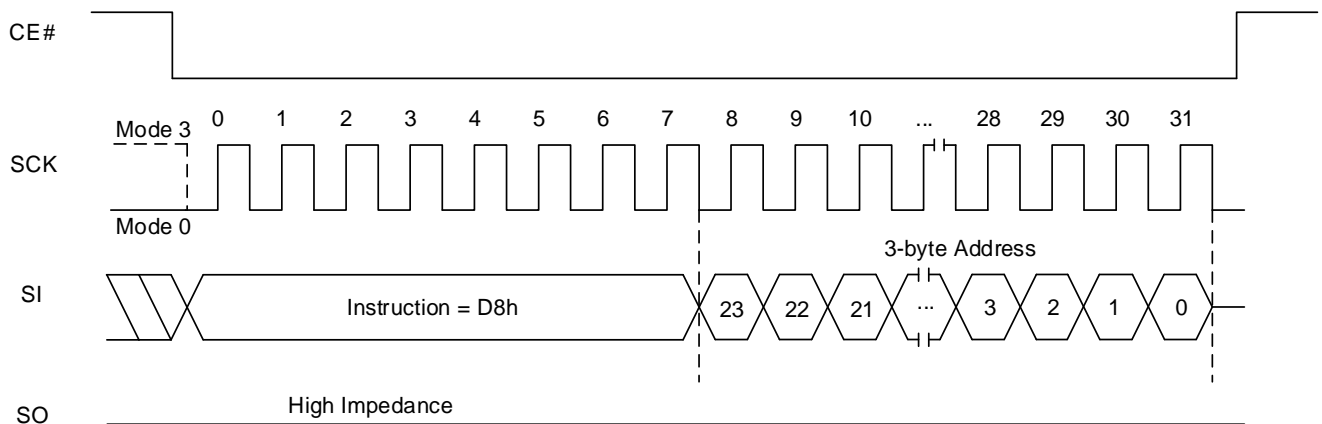 CE#
0 1 2 3 4 5 6 7 8 9 10 ... 28 29 30 31
Mode 3
SCK
Mode 0
3-byte Address
SI
Instruction = D8h
23 22 21 ... 3 2 1 0
High Impedance
SO